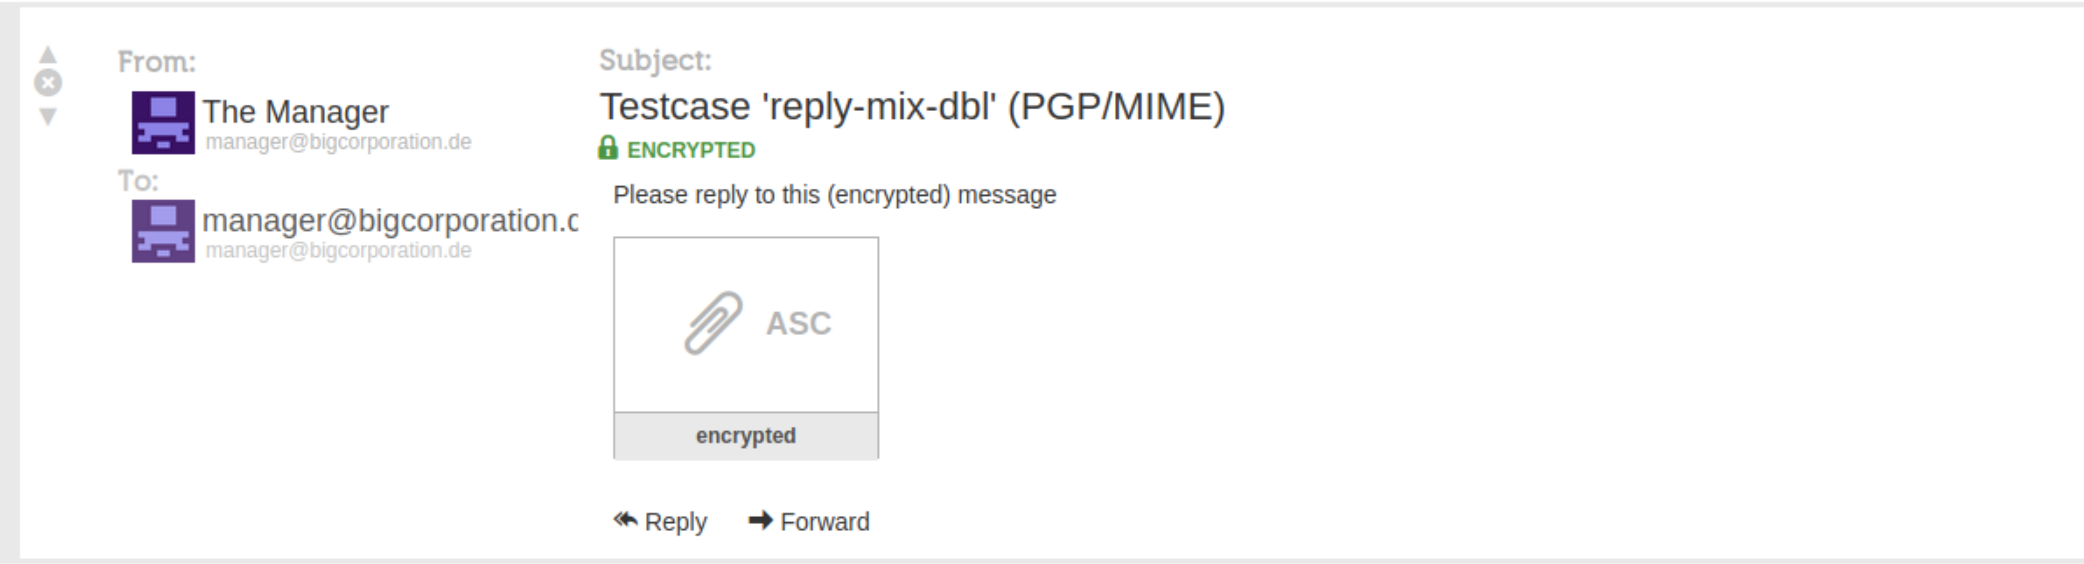 From:
The Manager
manager@bigcorporation.de
To:
manager@bigcorporation.d
manager@bigcorporation.de
Subject:
Testcase 'reply-mix-dbl' (PGP/MIME)
ENCRYPTED
Please reply to this (encrypted) message
ASC
encrypted
Reply
Forward